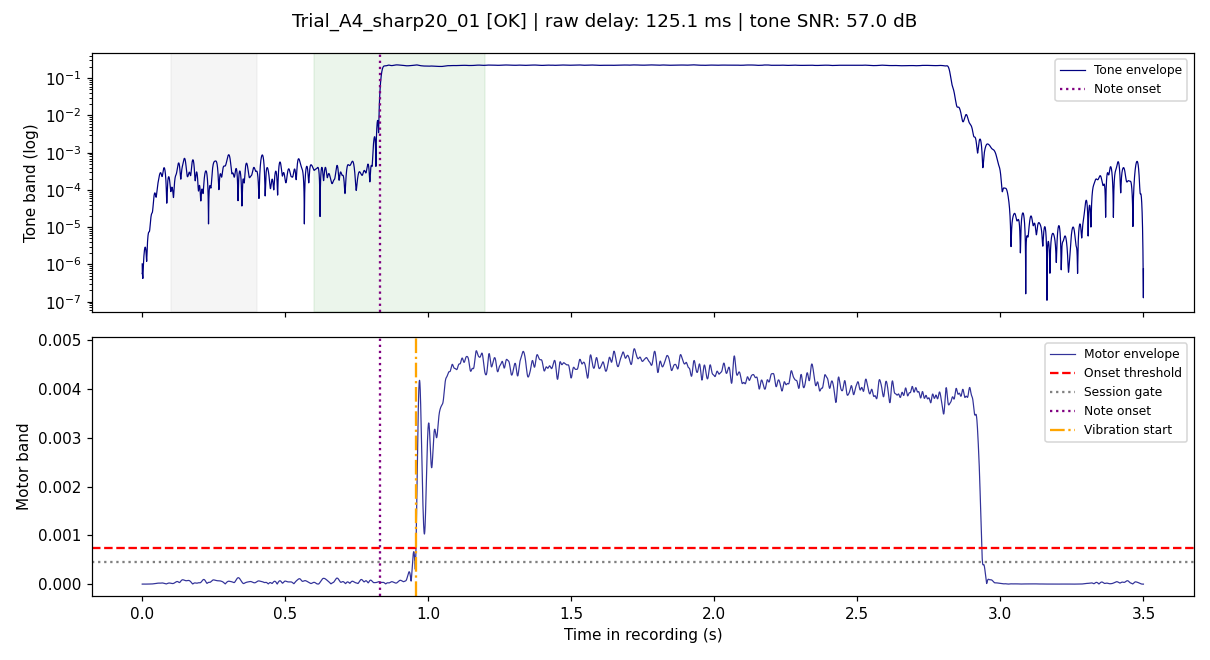 Trial_A4_sharp20_01 [OK] | raw delay: 125.1 ms | tone SNR: 57.0 dB
Tone band (log)
10⁻¹
10⁻²
10⁻³
10⁻⁴
10⁻⁵
10⁻⁶
10⁻⁷
Tone envelope
Note onset
Motor band
0.005
0.004
0.003
0.002
0.001
0.000
Motor envelope
Onset threshold
Session gate
Note onset
Vibration start
0.0 0.5 1.0 1.5 2.0 2.5 3.0 3.5
Time in recording (s)